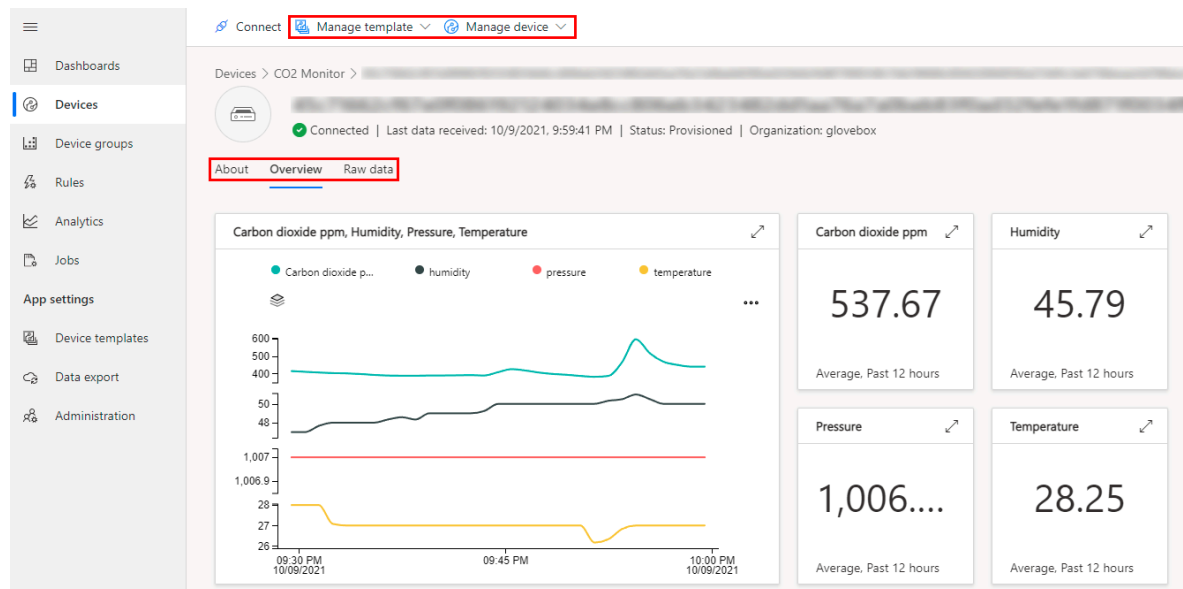 Connect Manage template Manage device
Dashboards
Devices
Device groups
Rules
Analytics
Jobs
App settings
Device templates
Data export
Administration
Devices > CO2 Monitor >
Connected | Last data received: 10/9/2021, 9:59:41 PM | Status: Provisioned | Organization: glovebox
About Overview Raw data
Carbon dioxide ppm, Humidity, Pressure, Temperature
Carbon dioxide p... humidity pressure temperature
600
500
400
50
48
1,007
1,006.9
28
27
26
09:30 PM 09:45 PM 10:00 PM
10/09/2021 10/09/2021
Carbon dioxide ppm
537.67
Average, Past 12 hours
Humidity
45.79
Average, Past 12 hours
Pressure
1,006....
Average, Past 12 hours
Temperature
28.25
Average, Past 12 hours